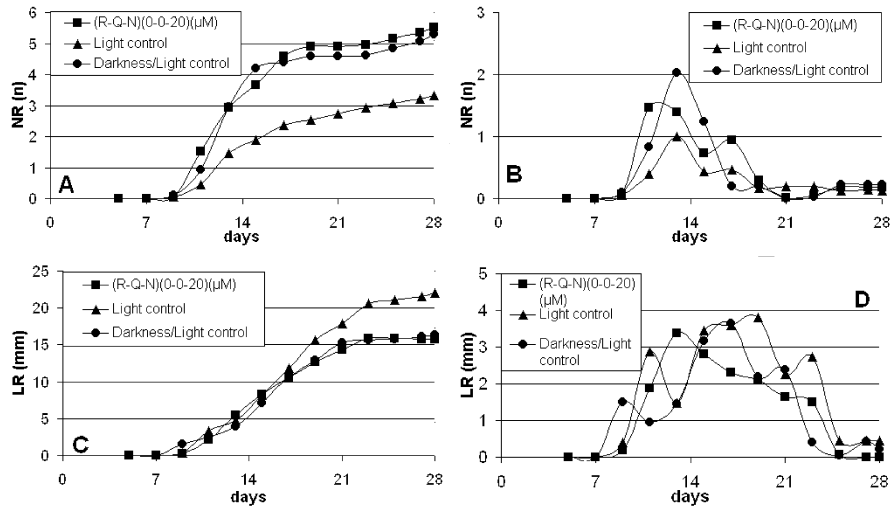 A
6
5
4
3
2
1
0
NR (n)
(R-Q-N)(0-0-20)(µM)
Light control
Darkness/Light control
A
0
7
14
21
28
days
3
2
1
0
NR (n)
(R-Q-N)(0-0-20)(µM)
Light control
Darkness/Light control
B
0
7
14
21
28
days
25
20
15
10
5
0
LR (mm)
(R-Q-N)(0-0-20)(µM)
Light control
Darkness/Light control
C
0
7
14
21
28
days
5
4
3
2
1
0
LR (mm)
(R-Q-N)(0-0-20)
(µM)
Light control
Darkness/Light
control
D
0
7
14
21
28
days